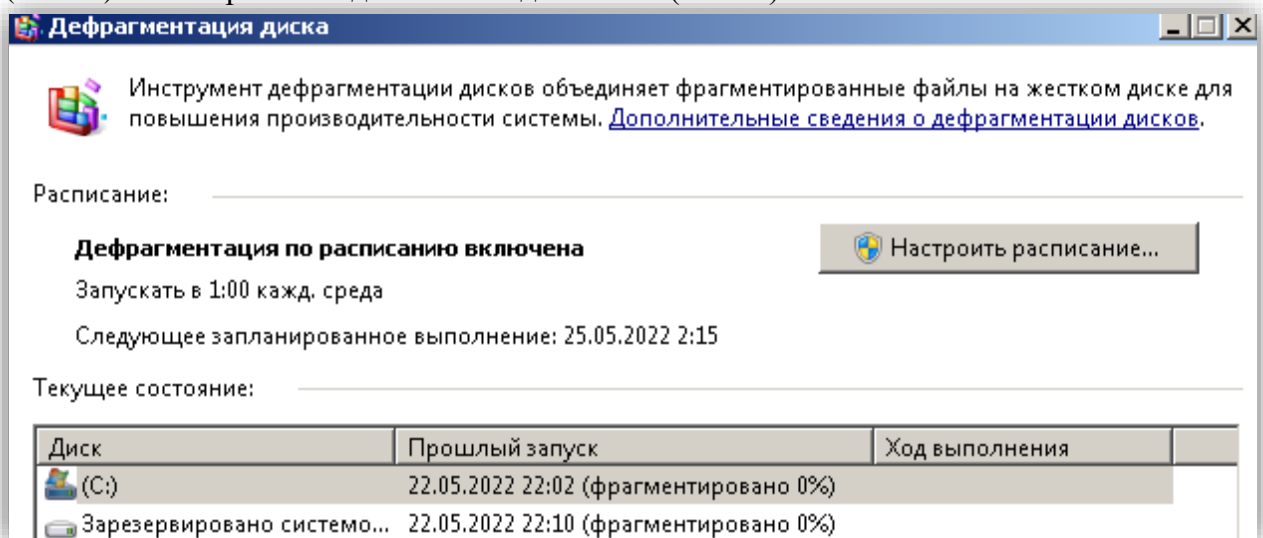 Дефрагментация диска
Инструмент дефрагментации дисков объединяет фрагментированные файлы на жестком диске для
повышения производительности системы. Дополнительные сведения о дефрагментации дисков.
Расписание:
Дефрагментация по расписанию включена
Настроить расписание...
Запускать в 1:00 кажд. среда
Следующее запланированное выполнение: 25.05.2022 2:15
Текущее состояние:
Диск Прошлый запуск Ход выполнения
(C:) 22.05.2022 22:02 (фрагментировано 0%)
Зарезервировано системо... 22.05.2022 22:10 (фрагментировано 0%)